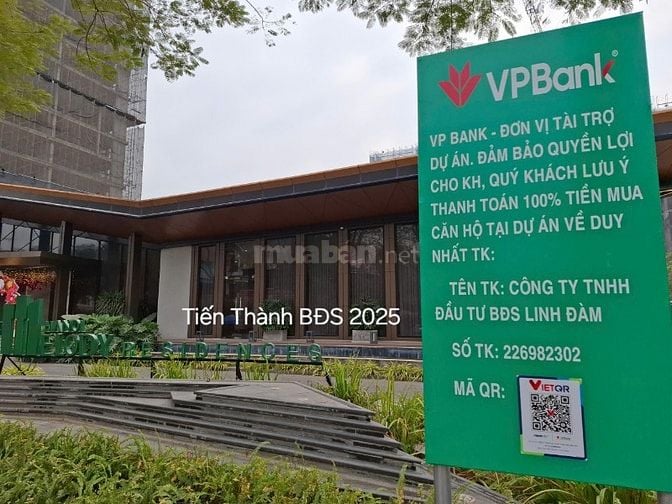 VPBank
VP BANK - ĐƠN VỊ TÀI TRỢ
DỰ ÁN. ĐẢM BẢO QUYỀN LỢI
CHO KH, QUÝ KHÁCH LƯU Ý
THANH TOÁN 100% TIỀN MUA
CĂN HỘ TẠI DỰ ÁN VỀ DUY
NHẤT TK:
TÊN TK: CÔNG TY TNHH
ĐẦU TƯ BĐS LINH ĐÀM
SỐ TK: 226982302
MÃ QR:
VIETQR
muaban.net
Tiến Thành BĐS 2025
RESIDENCES